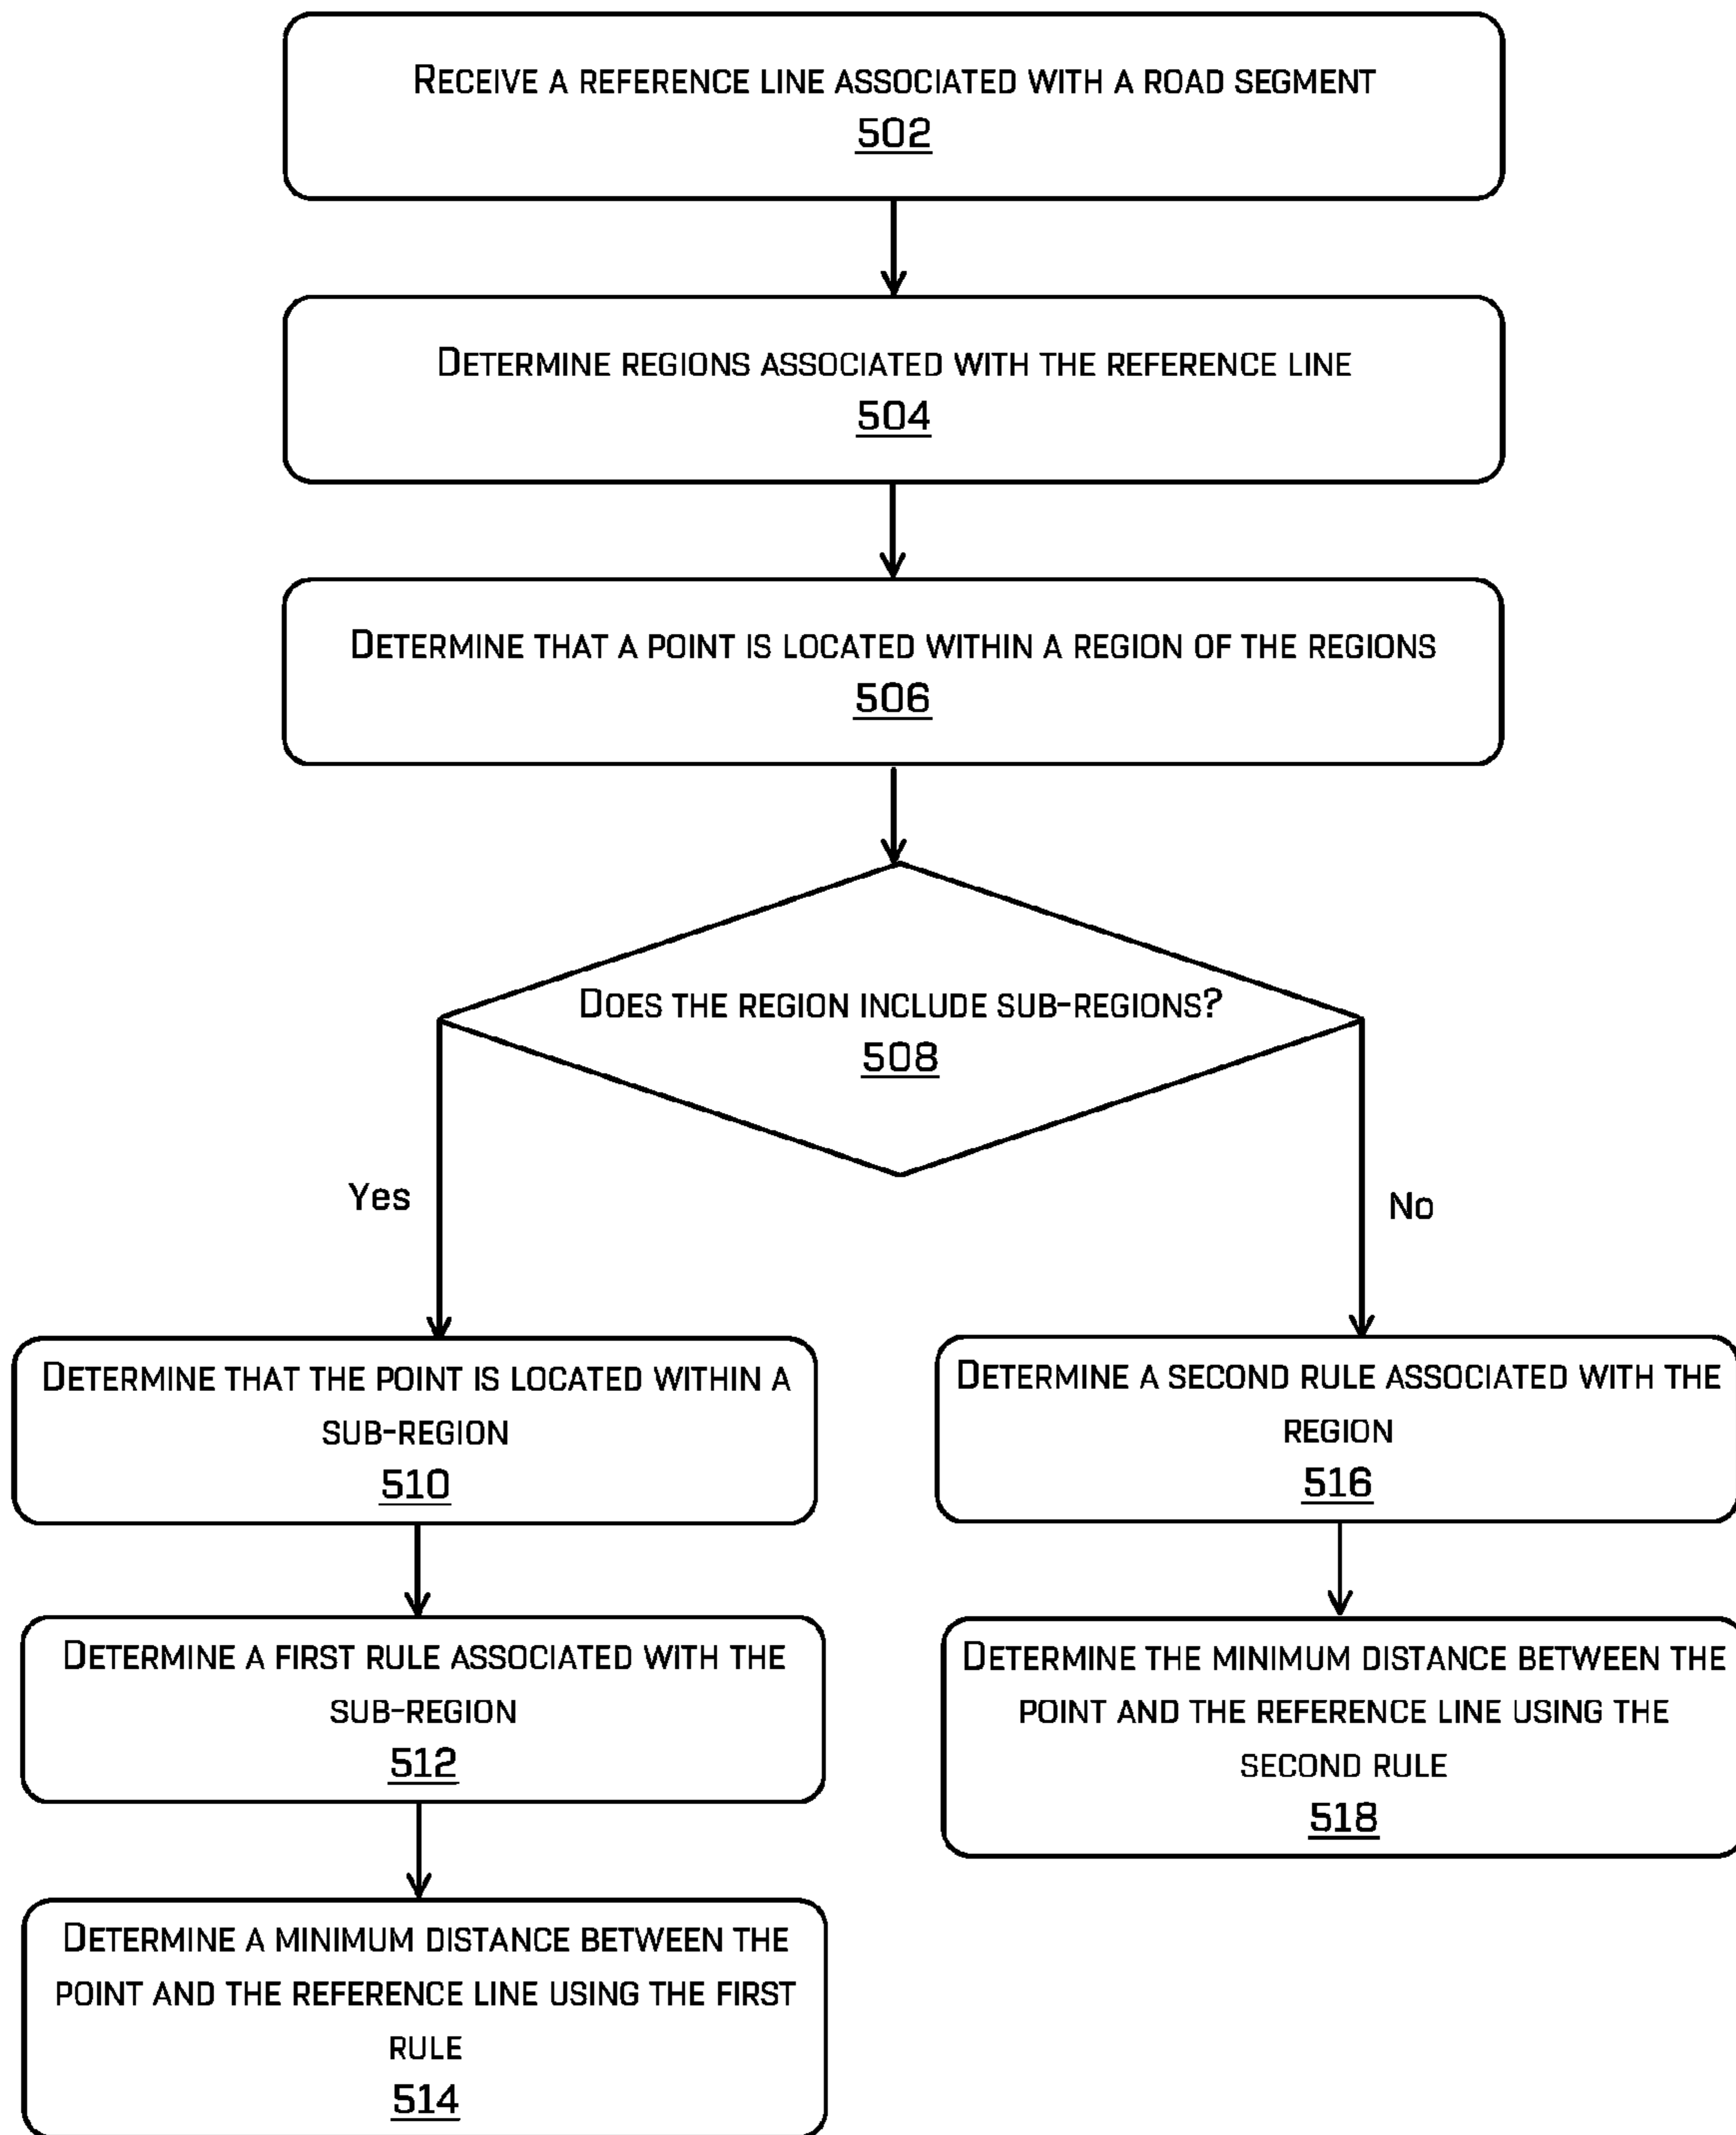 RECEIVE A REFERENCE LINE ASSOCIATED WITH A ROAD SEGMENT
502
DETERMINE REGIONS ASSOCIATED WITH THE REFERENCE LINE
504
DETERMINE THAT A POINT IS LOCATED WITHIN A REGION OF THE REGIONS
506
DOES THE REGION INCLUDE SUB-REGIONS?
508
Yes
No
DETERMINE THAT THE POINT IS LOCATED WITHIN A
SUB-REGION
510
DETERMINE A FIRST RULE ASSOCIATED WITH THE
SUB-REGION
512
DETERMINE A MINIMUM DISTANCE BETWEEN THE
POINT AND THE REFERENCE LINE USING THE FIRST
RULE
514
DETERMINE A SECOND RULE ASSOCIATED WITH THE
REGION
516
DETERMINE THE MINIMUM DISTANCE BETWEEN THE
POINT AND THE REFERENCE LINE USING THE
SECOND RULE
518